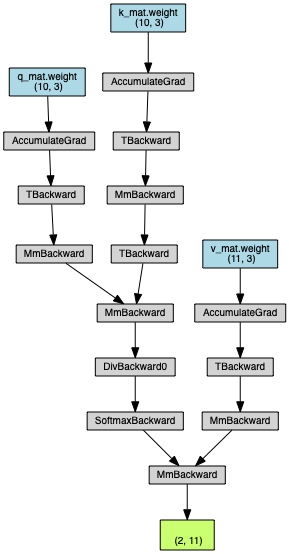 k_mat.weight
(10, 3)
q_mat.weight
(10, 3)
AccumulateGrad
AccumulateGrad
TBackward
TBackward
MmBackward
MmBackward
TBackward
v_mat.weight
(11, 3)
MmBackward
AccumulateGrad
DivBackward0
TBackward
SoftmaxBackward
MmBackward
MmBackward
(2, 11)